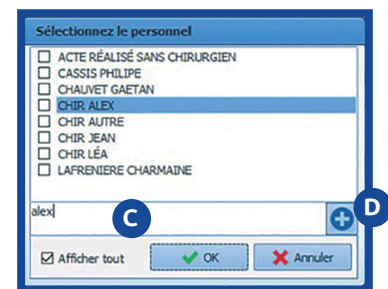 Sélectionnez le personnel
ACTE RÉALISÉ SANS CHIRURGIEN
CASSIS PHILIPE
CHAUVET GAETAN
CHIR ALEX
CHIR AUTRE
CHIR JEAN
CHIR LÉA
LAFRENIERE CHARMAINE
alex
C
D
Afficher tout
OK
Annuler